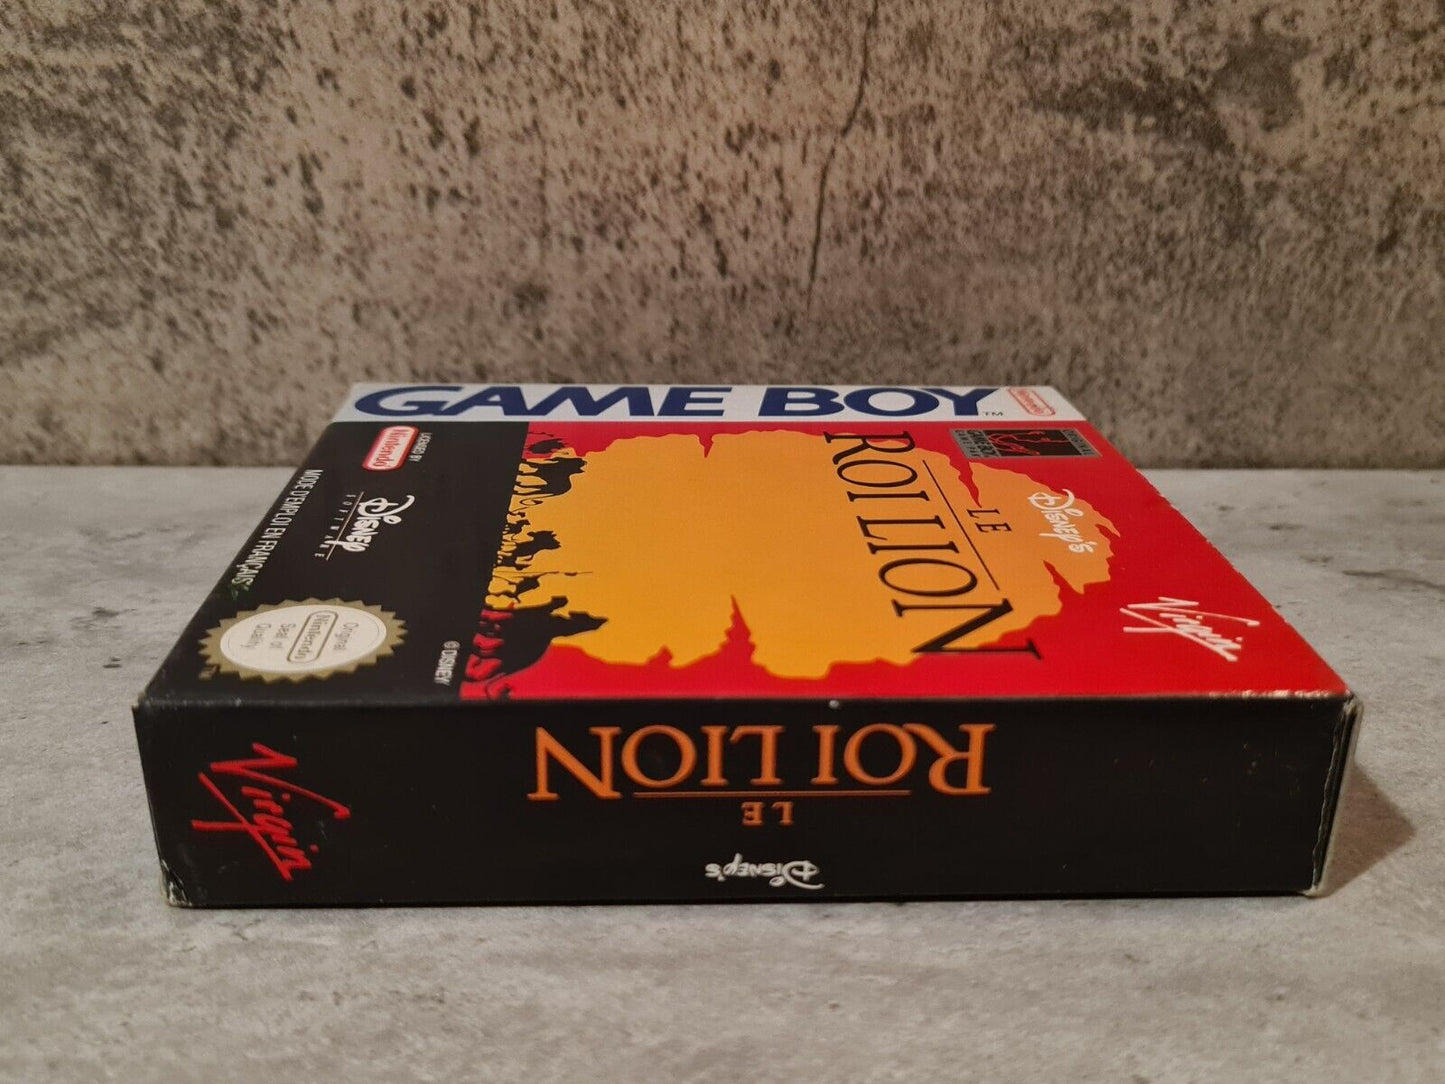 GAME BOY™
Nintendo
LICENSED BY
Nintendo
DISNEY
SOFTWARE
MODE D'EMPLOI EN FRANÇAIS
Original
Nintendo
Seal of
Quality
TM
© DISNEY
DISNEY'S
LE
ROI LION
Virgin
Virgin
DISNEY'S
LE
ROI LION